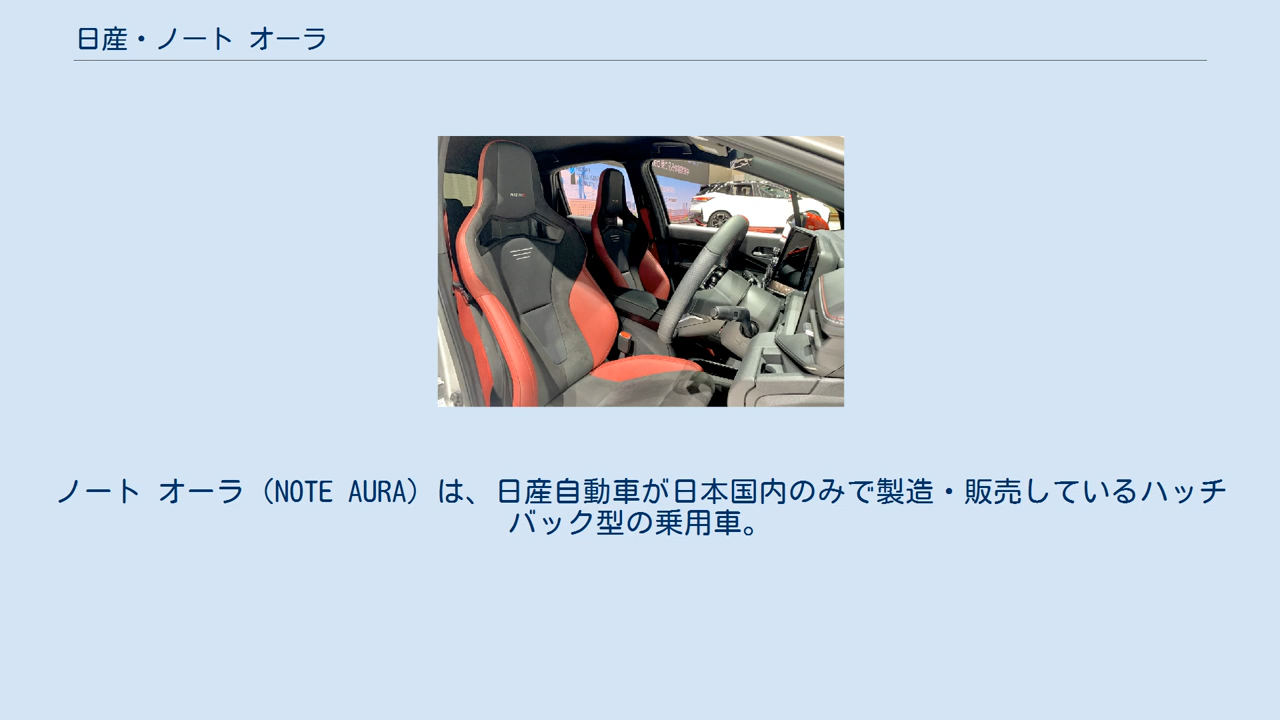 日産・ノート オーラ
ノート オーラ（NOTE AURA）は、日産自動車が日本国内のみで製造・販売しているハッチ
バック型の乗用車。